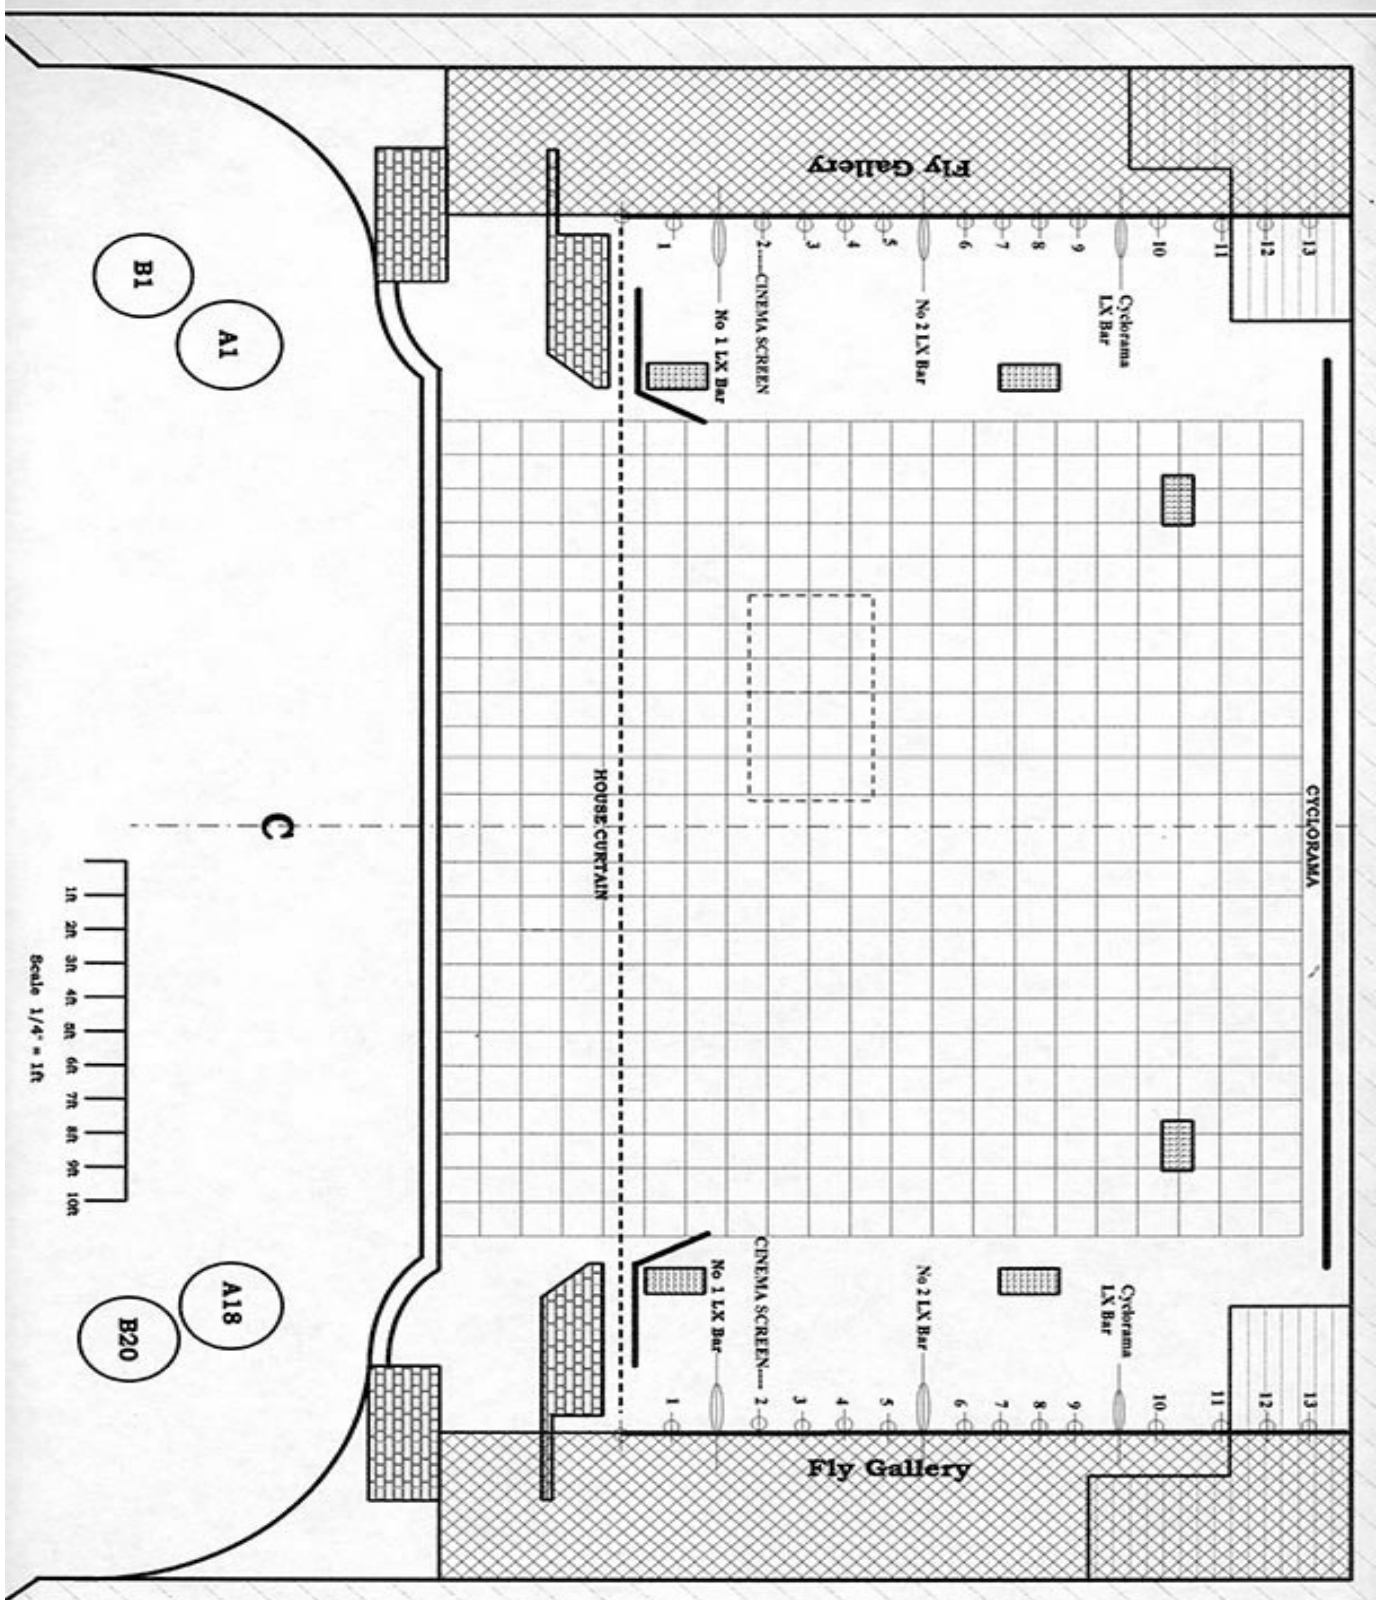 Fly Gallery
1
2----CINEMA SCREEN
3
4
5
6
7
8
9
10
11
12
13
No 1 LX Bar
No 2 LX Bar
Cyclorama
LX Bar
B1
A1
HOUSE CURTAIN
C
CYCLORAMA
1ft
2ft
3ft
4ft
5ft
6ft
7ft
8ft
9ft
10ft
Scale 1/4" = 1ft
A18
B20
No 1 LX Bar
CINEMA SCREEN---- 2
No 2 LX Bar
Cyclorama
LX Bar
1
3
4
5
6
7
8
9
10
11
12
13
Fly Gallery